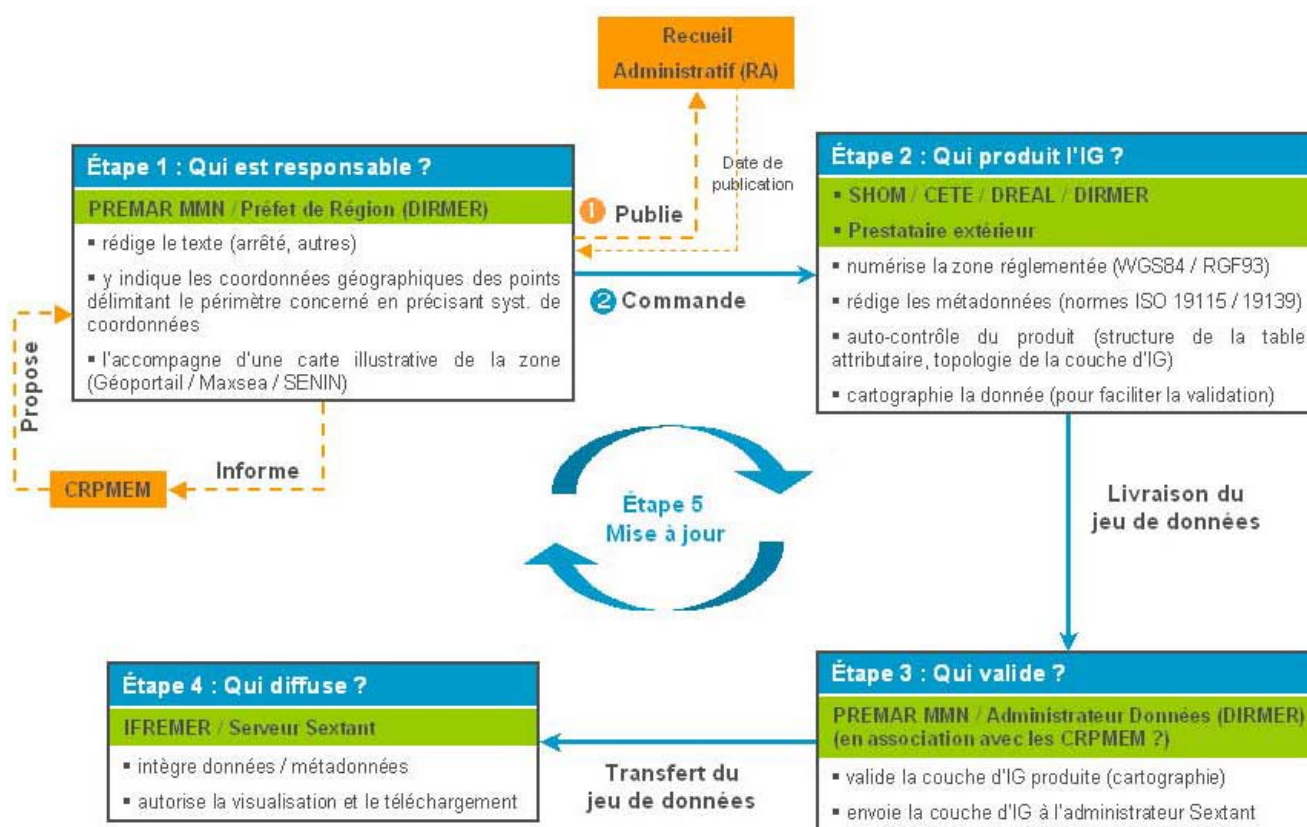 Recueil
Administratif (RA)
Étape 1 : Qui est responsable ?
PREMAR MMN / Préfet de Région (DIRMER)
▪ rédige le texte (arrêté, autres)
▪ y indique les coordonnées géographiques des points
délimitant le périmètre concerné en précisant syst. de
coordonnées
▪ l'accompagne d'une carte illustrative de la zone
(Géoportail / Maxsea / SENIN)
Date de
publication
1 Publie
2 Commande
Étape 2 : Qui produit l'IG ?
▪ SHOM / CETE / DREAL / DIRMER
▪ Prestataire extérieur
▪ numérise la zone réglementée (WGS84 / RGF93)
▪ rédige les métadonnées (normes ISO 19115 / 19139)
▪ auto-contrôle du produit (structure de la table
attributaire, topologie de la couche d'IG)
▪ cartographie la donnée (pour faciliter la validation)
Propose
Informe
CRPMEM
Étape 5
Mise à jour
Livraison du
jeu de données
Étape 4 : Qui diffuse ?
IFREMER / Serveur Sextant
▪ intègre données / métadonnées
▪ autorise la visualisation et le téléchargement
Transfert du
jeu de données
Étape 3 : Qui valide ?
PREMAR MMN / Administrateur Données (DIRMER)
(en association avec les CRPMEM ?)
▪ valide la couche d'IG produite (cartographie)
▪ envoie la couche d'IG à l'administrateur Sextant